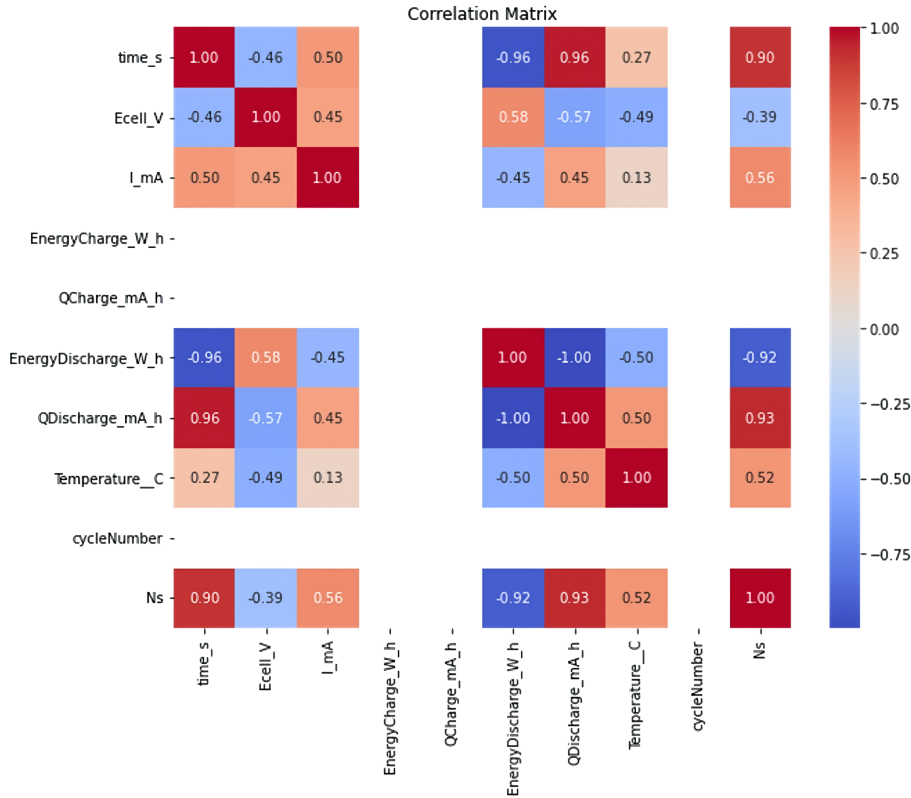 Correlation Matrix
time_s 1.00 -0.46 0.50 -0.96 0.96 0.27 0.90
Ecell_V -0.46 1.00 0.45 0.58 -0.57 -0.49 -0.39
I_mA 0.50 0.45 1.00 -0.45 0.45 0.13 0.56
EnergyCharge_W_h
QCharge_mA_h
EnergyDischarge_W_h -0.96 0.58 -0.45 1.00 -1.00 -0.50 -0.92
QDischarge_mA_h 0.96 -0.57 0.45 -1.00 1.00 0.50 0.93
Temperature__C 0.27 -0.49 0.13 -0.50 0.50 1.00 0.52
cycleNumber
Ns 0.90 -0.39 0.56 -0.92 0.93 0.52 1.00
time_s
Ecell_V
I_mA
EnergyCharge_W_h
QCharge_mA_h
EnergyDischarge_W_h
QDischarge_mA_h
Temperature__C
cycleNumber
Ns
1.00
0.75
0.50
0.25
0.00
−0.25
−0.50
−0.75